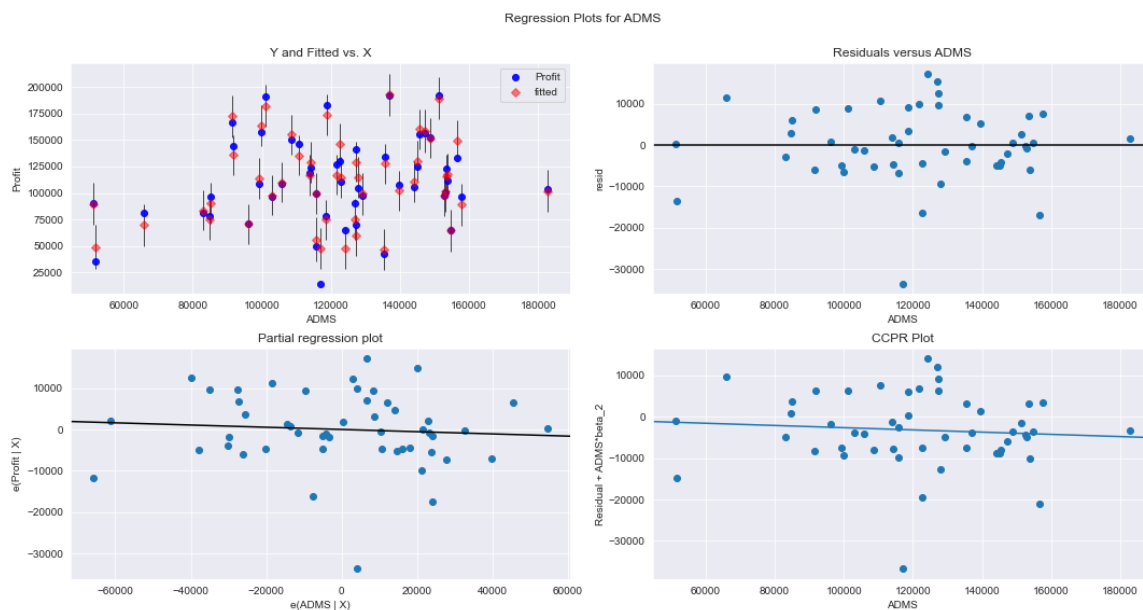 Regression Plots for ADMS
Y and Fitted vs. X
Profit
fitted
200000
175000
150000
125000
100000
75000
50000
25000
Profit
60000 80000 100000 120000 140000 160000 180000
ADMS
Residuals versus ADMS
10000
0
−10000
−20000
−30000
resid
60000 80000 100000 120000 140000 160000 180000
ADMS
Partial regression plot
10000
0
−10000
−20000
−30000
e(Profit | X)
−60000 −40000 −20000 0 20000 40000 60000
e(ADMS | X)
CCPR Plot
10000
0
−10000
−20000
−30000
Residual + ADMS*beta_2
60000 80000 100000 120000 140000 160000 180000
ADMS